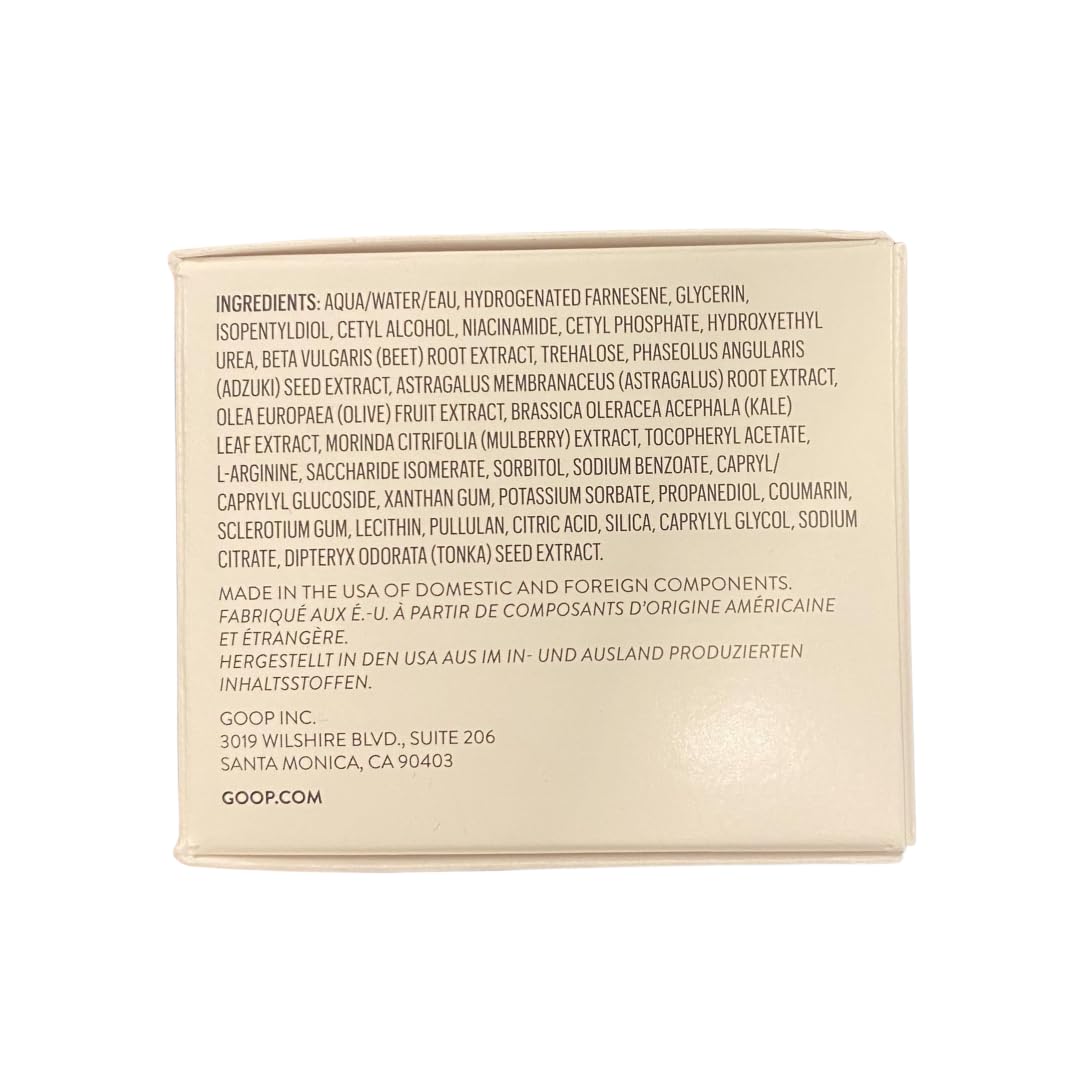 INGREDIENTS: AQUA/WATER/EAU, HYDROGENATED FARNESENE, GLYCERIN,
ISOPENTYLDIOL, CETYL ALCOHOL, NIACINAMIDE, CETYL PHOSPHATE, HYDROXYETHYL
UREA, BETA VULGARIS (BEET) ROOT EXTRACT, TREHALOSE, PHASEOLUS ANGULARIS
(ADZUKI) SEED EXTRACT, ASTRAGALUS MEMBRANACEUS (ASTRAGALUS) ROOT EXTRACT,
OLEA EUROPAEA (OLIVE) FRUIT EXTRACT, BRASSICA OLERACEA ACEPHALA (KALE)
LEAF EXTRACT, MORINDA CITRIFOLIA (MULBERRY) EXTRACT, TOCOPHERYL ACETATE,
L-ARGININE, SACCHARIDE ISOMERATE, SORBITOL, SODIUM BENZOATE, CAPRYL/
CAPRYLYL GLUCOSIDE, XANTHAN GUM, POTASSIUM SORBATE, PROPANEDIOL, COUMARIN,
SCLEROTIUM GUM, LECITHIN, PULLULAN, CITRIC ACID, SILICA, CAPRYLYL GLYCOL, SODIUM
CITRATE, DIPTERYX ODORATA (TONKA) SEED EXTRACT.
MADE IN THE USA OF DOMESTIC AND FOREIGN COMPONENTS.
FABRIQUÉ AUX É.-U. À PARTIR DE COMPOSANTS D'ORIGINE AMÉRICAINE
ET ÉTRANGÈRE.
HERGESTELLT IN DEN USA AUS IM IN- UND AUSLAND PRODUZIERTEN
INHALTSSTOFFEN.
GOOP INC.
3019 WILSHIRE BLVD., SUITE 206
SANTA MONICA, CA 90403
GOOP.COM